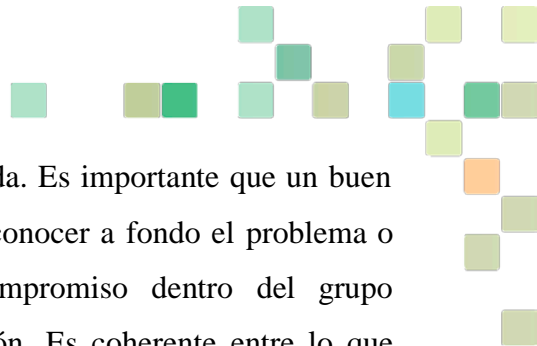 da. Es importante que un buen
conocer a fondo el problema o
mpromiso dentro del grupo
ón. Es coherente entre lo que